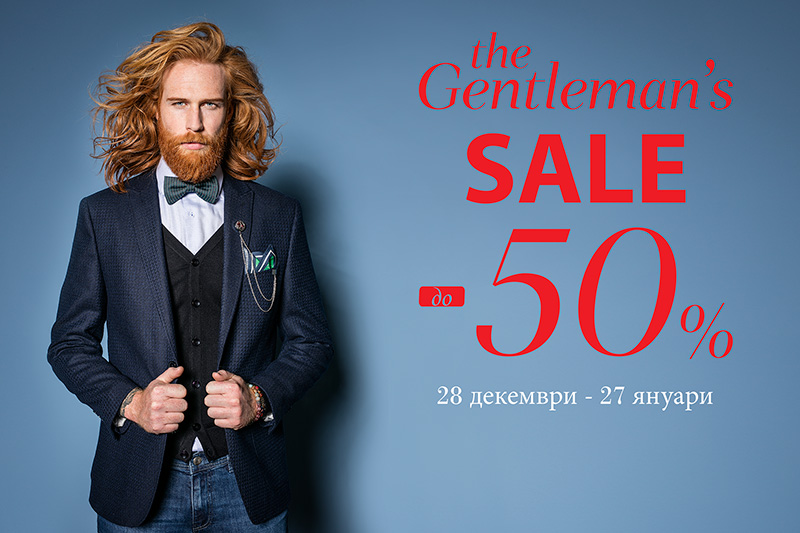 the
Gentleman's
SALE
до
-50%
28 декември - 27 януари